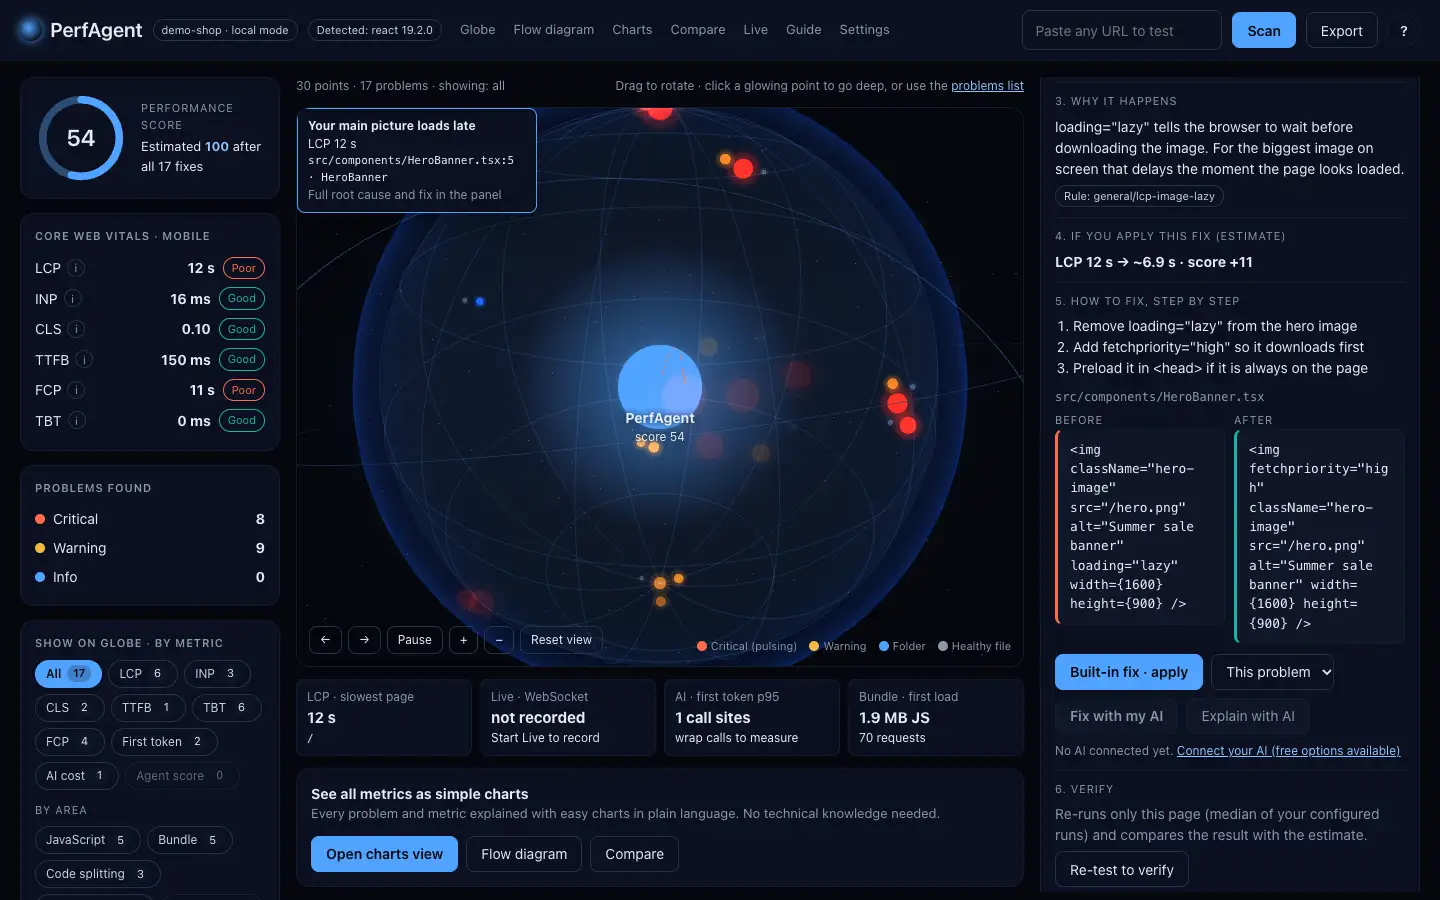 PerfAgent
demo-shop · local mode
Detected: react 19.2.0
Globe
Flow diagram
Charts
Compare
Live
Guide
Settings
Paste any URL to test
Scan
Export
?
54
PERFORMANCE
SCORE
Estimated 100 after
all 17 fixes
CORE WEB VITALS · MOBILE
LCP i 12 s Poor
INP i 16 ms Good
CLS i 0.10 Good
TTFB i 150 ms Good
FCP i 11 s Poor
TBT i 0 ms Good
PROBLEMS FOUND
Critical 8
Warning 9
Info 0
SHOW ON GLOBE · BY METRIC
All 17 LCP 6 INP 3
CLS 2 TTFB 1 TBT 6
FCP 4 First token 2
AI cost 1 Agent score 0
BY AREA
JavaScript 5 Bundle 5
Code splitting 3
30 points · 17 problems · showing: all
Drag to rotate · click a glowing point to go deep, or use the problems list
Your main picture loads late
LCP 12 s
src/components/HeroBanner.tsx:5
· HeroBanner
Full root cause and fix in the panel
PerfAgent
score 54
← → Pause + − Reset view
Critical (pulsing) Warning Folder Healthy file
LCP · slowest page
12 s
/
Live · WebSocket
not recorded
Start Live to record
AI · first token p95
1 call sites
wrap calls to measure
Bundle · first load
1.9 MB JS
70 requests
See all metrics as simple charts
Every problem and metric explained with easy charts in plain language. No technical knowledge needed.
Open charts view
Flow diagram
Compare
3. WHY IT HAPPENS
loading="lazy" tells the browser to wait before
downloading the image. For the biggest image on
screen that delays the moment the page looks loaded.
Rule: general/lcp-image-lazy
4. IF YOU APPLY THIS FIX (ESTIMATE)
LCP 12 s → ~6.9 s · score +11
5. HOW TO FIX, STEP BY STEP
1. Remove loading="lazy" from the hero image
2. Add fetchpriority="high" so it downloads first
3. Preload it in <head> if it is always on the page
src/components/HeroBanner.tsx
BEFORE
<img
className="hero-
image"
src="/hero.png"
alt="Summer sale
banner"
loading="lazy"
width={1600}
height={900} />
AFTER
<img
fetchpriority="hig
h"
className="hero-
image"
src="/hero.png"
alt="Summer sale
banner" width=
{1600} height=
{900} />
Built-in fix · apply
This problem
Fix with my AI
Explain with AI
No AI connected yet. Connect your AI (free options available)
6. VERIFY
Re-runs only this page (median of your configured
runs) and compares the result with the estimate.
Re-test to verify